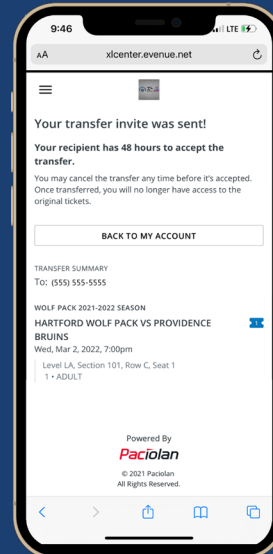 9:46
LTE
AA
xlcenter.evenue.net
Your transfer invite was sent!
Your recipient has 48 hours to accept the
transfer.
You may cancel the transfer any time before it's accepted.
Once transferred, you will no longer have access to the
original tickets.
BACK TO MY ACCOUNT
TRANSFER SUMMARY
To: (555) 555-5555
WOLF PACK 2021-2022 SEASON
HARTFORD WOLF PACK VS PROVIDENCE
BRUINS
Wed, Mar 2, 2022, 7:00pm
Level LA, Section 101, Row C, Seat 1
1 • ADULT
Powered By
Paciolan
© 2021 Paciolan
All Rights Reserved.